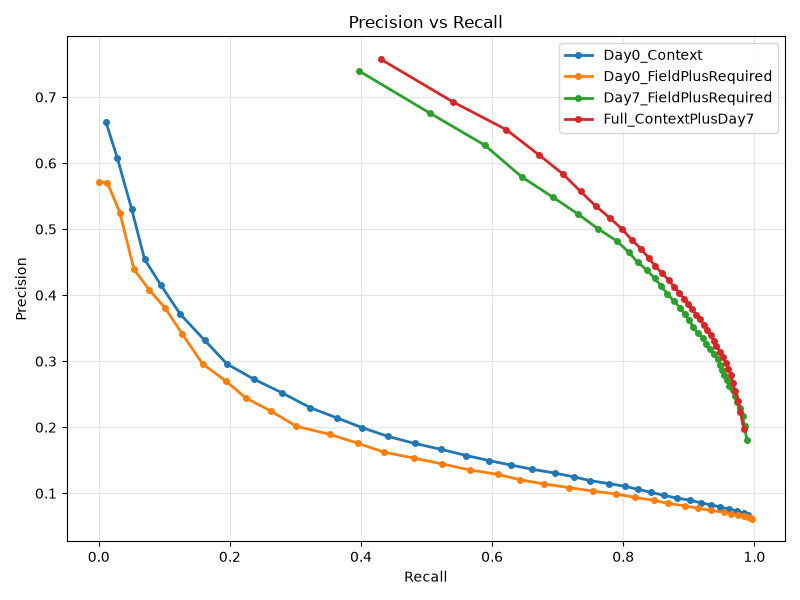 Precision vs Recall
Day0_Context
Day0_FieldPlusRequired
Day7_FieldPlusRequired
Full_ContextPlusDay7
Precision
0.7
0.6
0.5
0.4
0.3
0.2
0.1
0.0
0.2
0.4
0.6
0.8
1.0
Recall